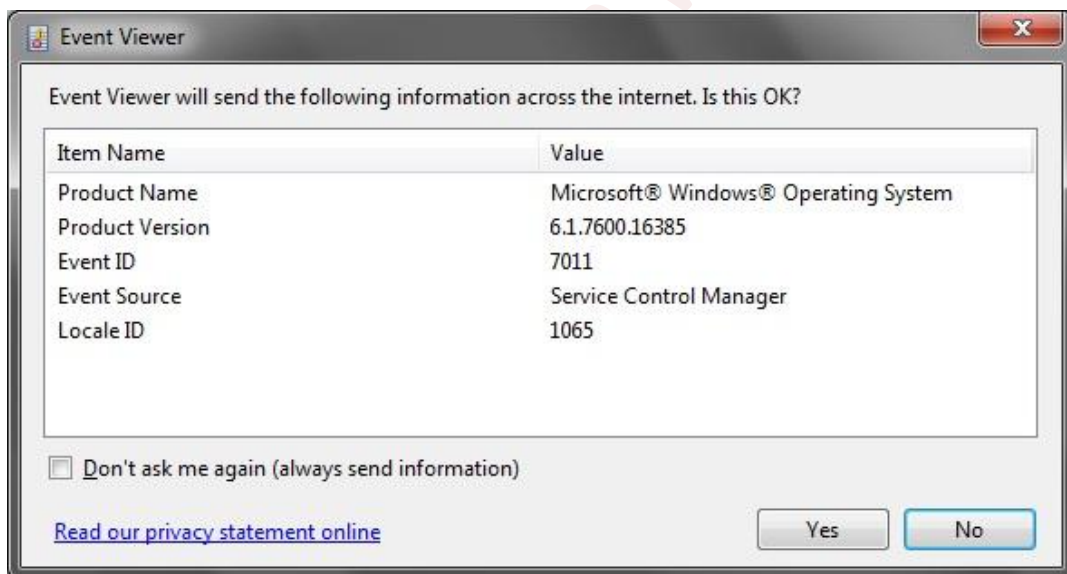 Event Viewer
Event Viewer will send the following information across the internet. Is this OK?
Item Name Value
Product Name Microsoft® Windows® Operating System
Product Version 6.1.7600.16385
Event ID 7011
Event Source Service Control Manager
Locale ID 1065
Don't ask me again (always send information)
Read our privacy statement online
Yes No